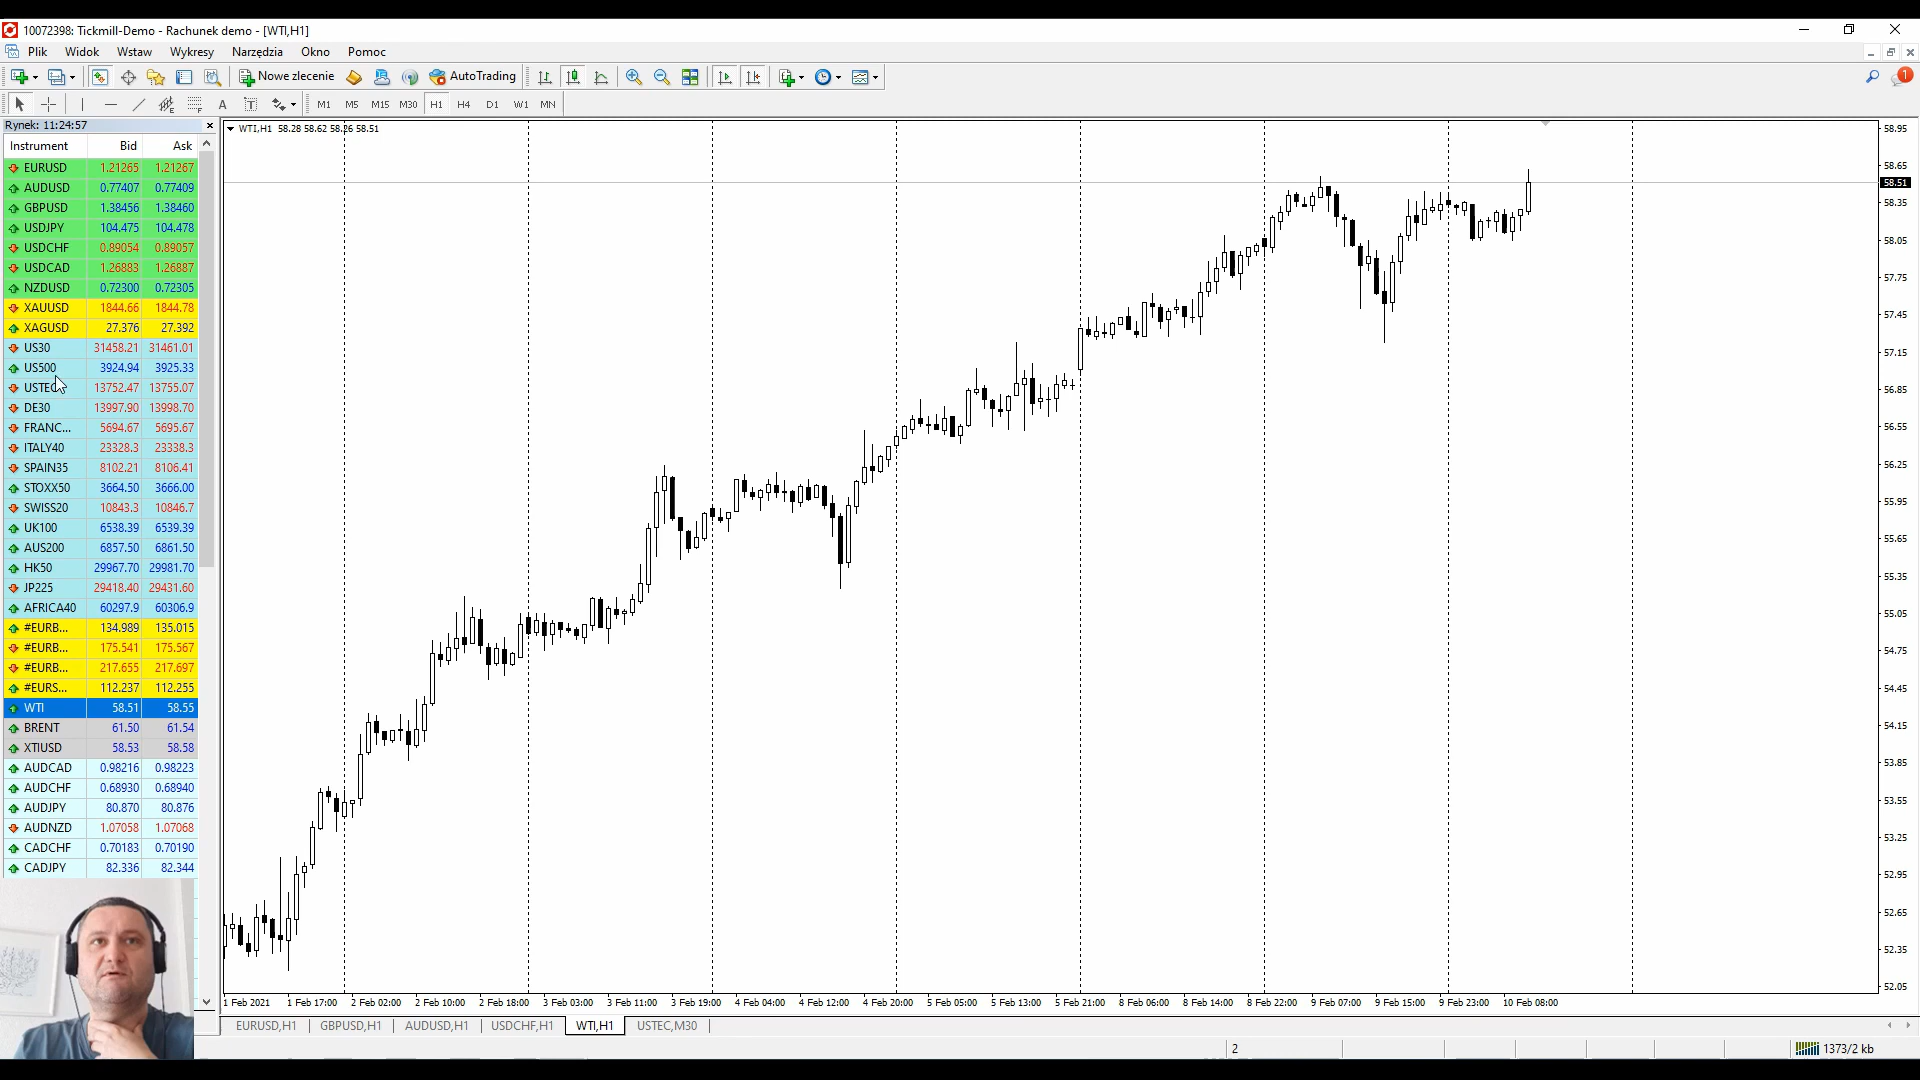 10072398: Tickmill-Demo - Rachunek demo - [WTI,H1]
Plik Widok Wstaw Wykresy Narzędzia Okno Pomoc
Nowe zlecenie AutoTrading
1
A T M1 M5 M15 M30 H1 H4 D1 W1 MN
Rynek: 11:24:57
Instrument Bid Ask
EURUSD 1.21265 1.21267
AUDUSD 0.77407 0.77409
GBPUSD 1.38456 1.38460
USDJPY 104.475 104.478
USDCHF 0.89054 0.89057
USDCAD 1.26883 1.26887
NZDUSD 0.72300 0.72305
XAUUSD 1844.66 1844.78
XAGUSD 27.376 27.392
US30 31458.21 31461.01
US500 3924.94 3925.33
USTEC 13752.47 13755.07
DE30 13997.90 13998.70
FRANC... 5694.67 5695.67
ITALY40 23328.3 23338.3
SPAIN35 8102.21 8106.41
STOXX50 3664.50 3666.00
SWISS20 10843.3 10846.7
UK100 6538.39 6539.39
AUS200 6857.50 6861.50
HK50 29967.70 29981.70
JP225 29418.40 29431.60
AFRICA40 60297.9 60306.9
#EURB... 134.989 135.015
#EURB... 175.541 175.567
#EURB... 217.655 217.697
#EURS... 112.237 112.255
WTI 58.51 58.55
BRENT 61.50 61.54
XTIUSD 58.53 58.58
AUDCAD 0.98216 0.98223
AUDCHF 0.68930 0.68940
AUDJPY 80.870 80.876
AUDNZD 1.07058 1.07068
CADCHF 0.70183 0.70190
CADJPY 82.336 82.344
WTI,H1 58.28 58.62 58.26 58.51
58.95
58.65
58.51
58.35
58.05
57.75
57.45
57.15
56.85
56.55
56.25
55.95
55.65
55.35
55.05
54.75
54.45
54.15
53.85
53.55
53.25
52.95
52.65
52.35
52.05
1 Feb 2021 1 Feb 17:00 2 Feb 02:00 2 Feb 10:00 2 Feb 18:00 3 Feb 03:00 3 Feb 11:00 3 Feb 19:00 4 Feb 04:00 4 Feb 12:00 4 Feb 20:00 5 Feb 05:00 5 Feb 13:00 5 Feb 21:00 8 Feb 06:00 8 Feb 14:00 8 Feb 22:00 9 Feb 07:00 9 Feb 15:00 9 Feb 23:00 10 Feb 08:00
EURUSD,H1 GBPUSD,H1 AUDUSD,H1 USDCHF,H1 WTI,H1 USTEC,M30
2 1373/2 kb